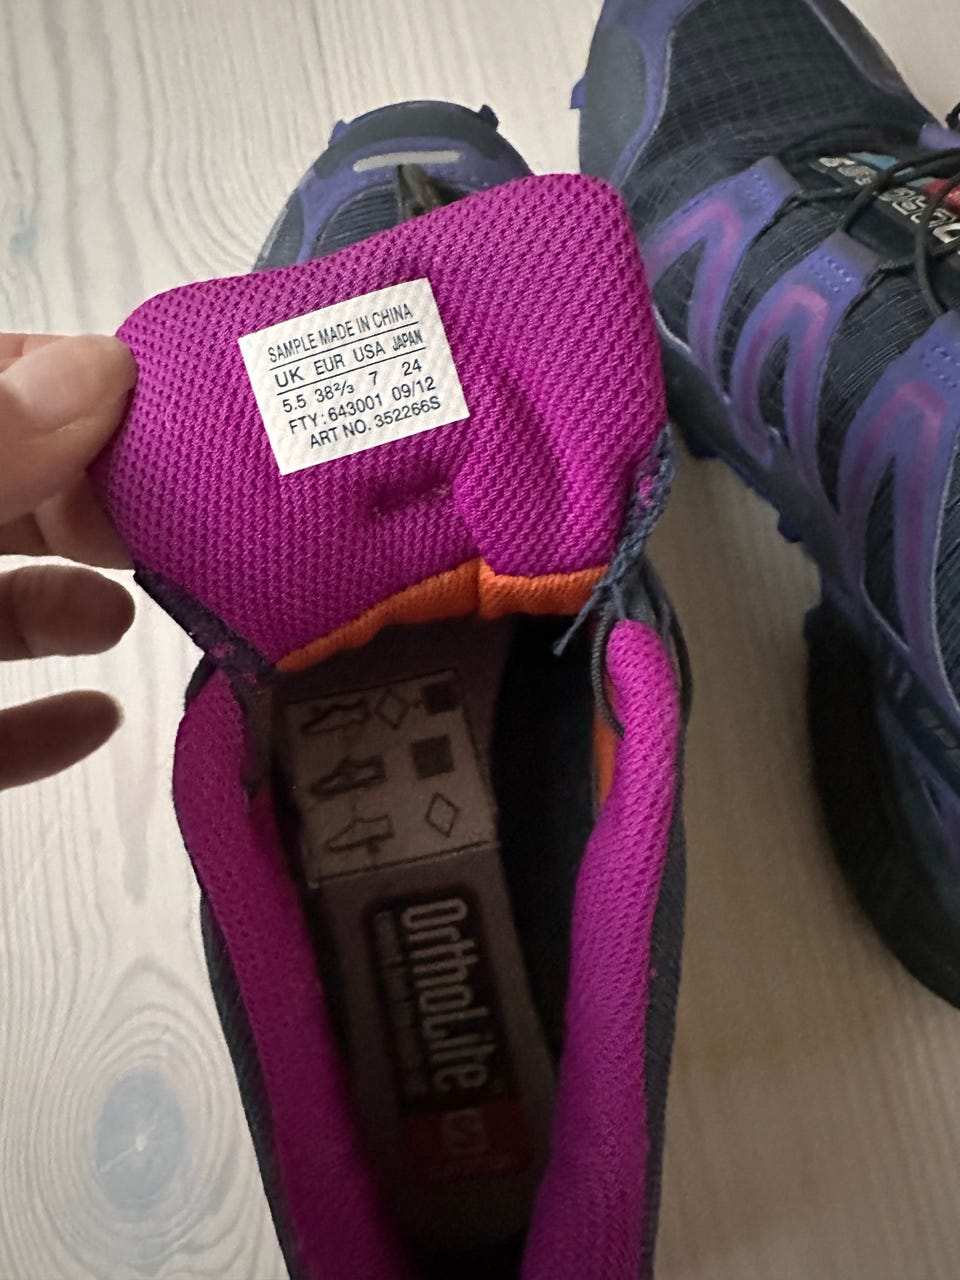 SAMPLE MADE IN CHINA
UK EUR USA JAPAN
5.5 38⅔ 7 24
FTY: 643001 09/12
ART NO. 352266S
ORTHOLITE